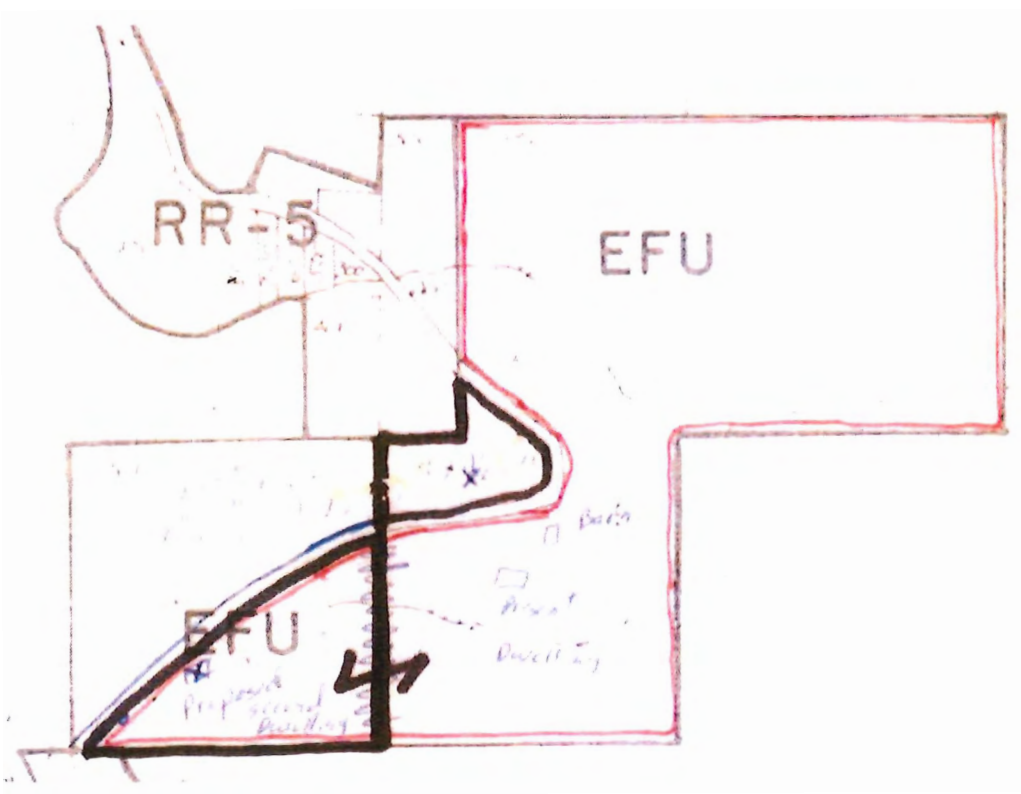 RR-5
EFU
Barn
Present
Dwelling
EFU
Proposed
second
Dwelling